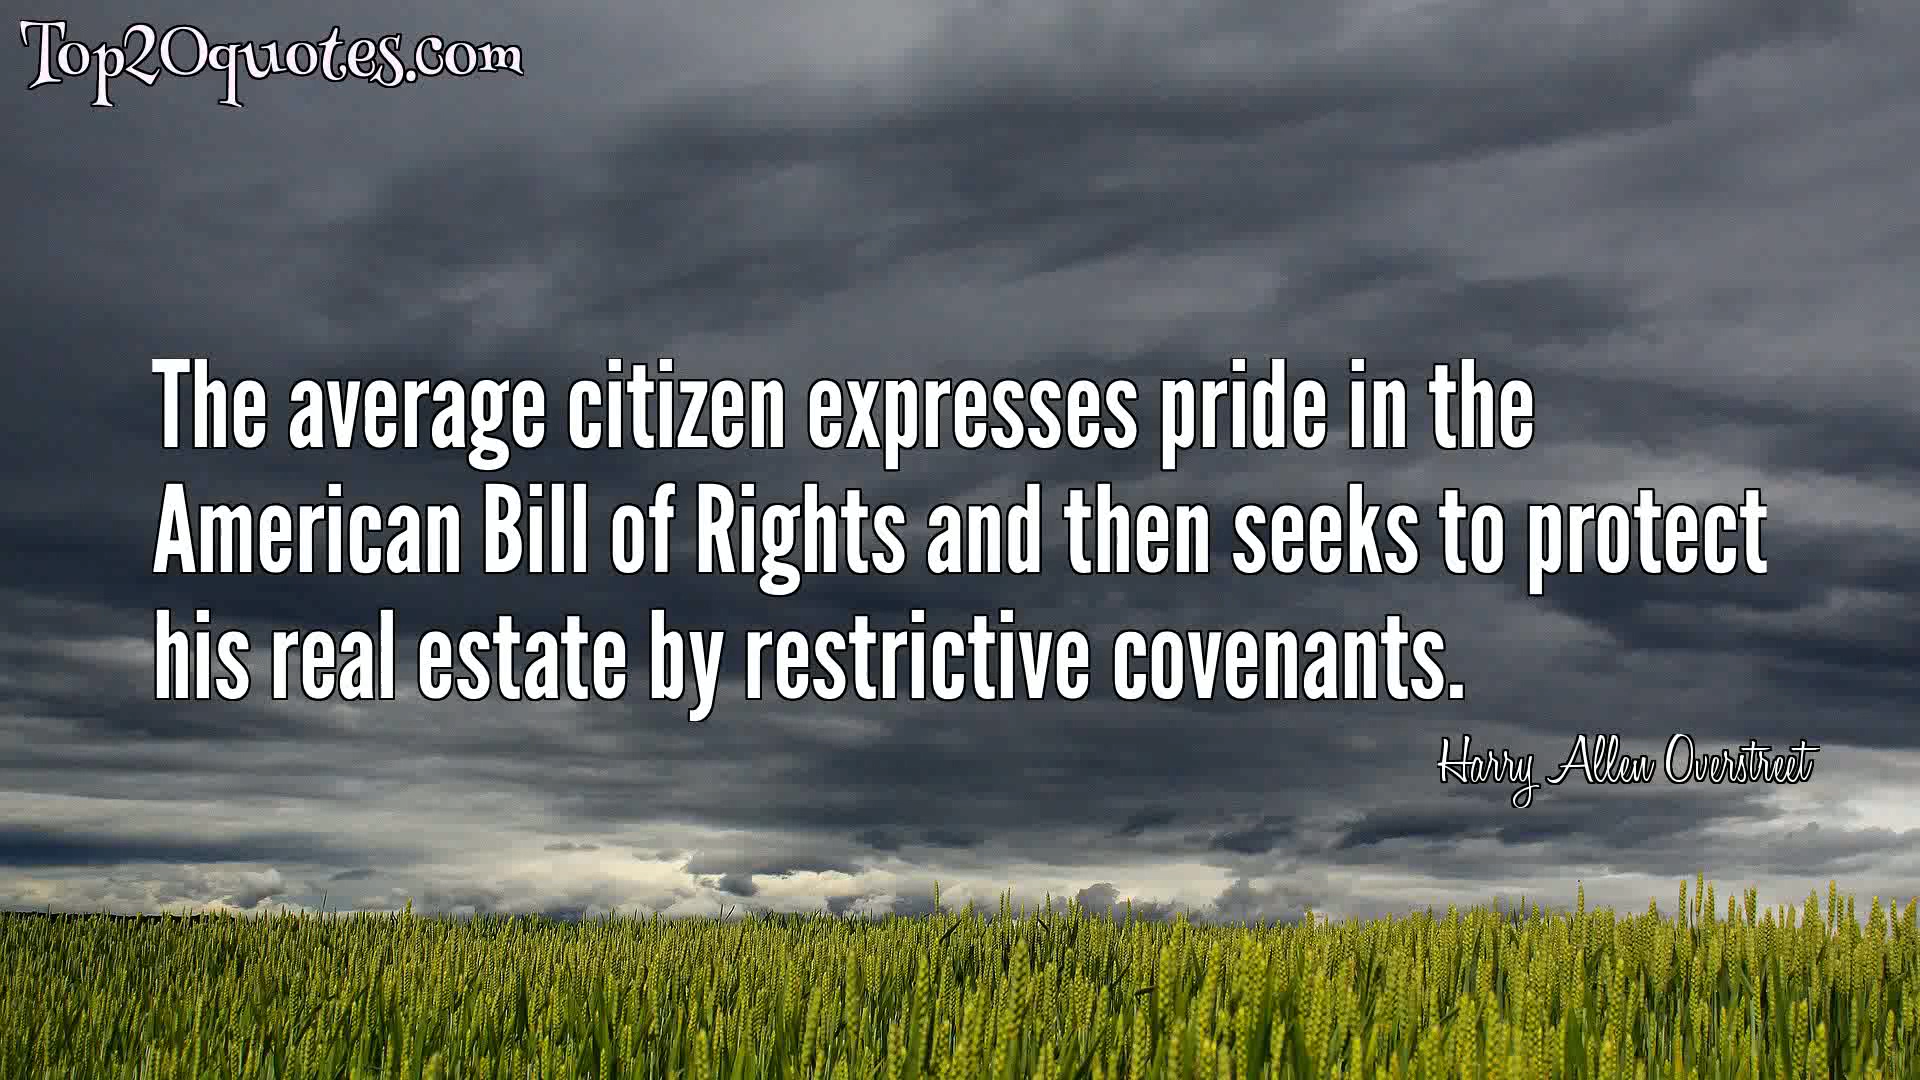 Top20quotes.com
The average citizen expresses pride in the
American Bill of Rights and then seeks to protect
his real estate by restrictive covenants.
Harry Allen Overstreet